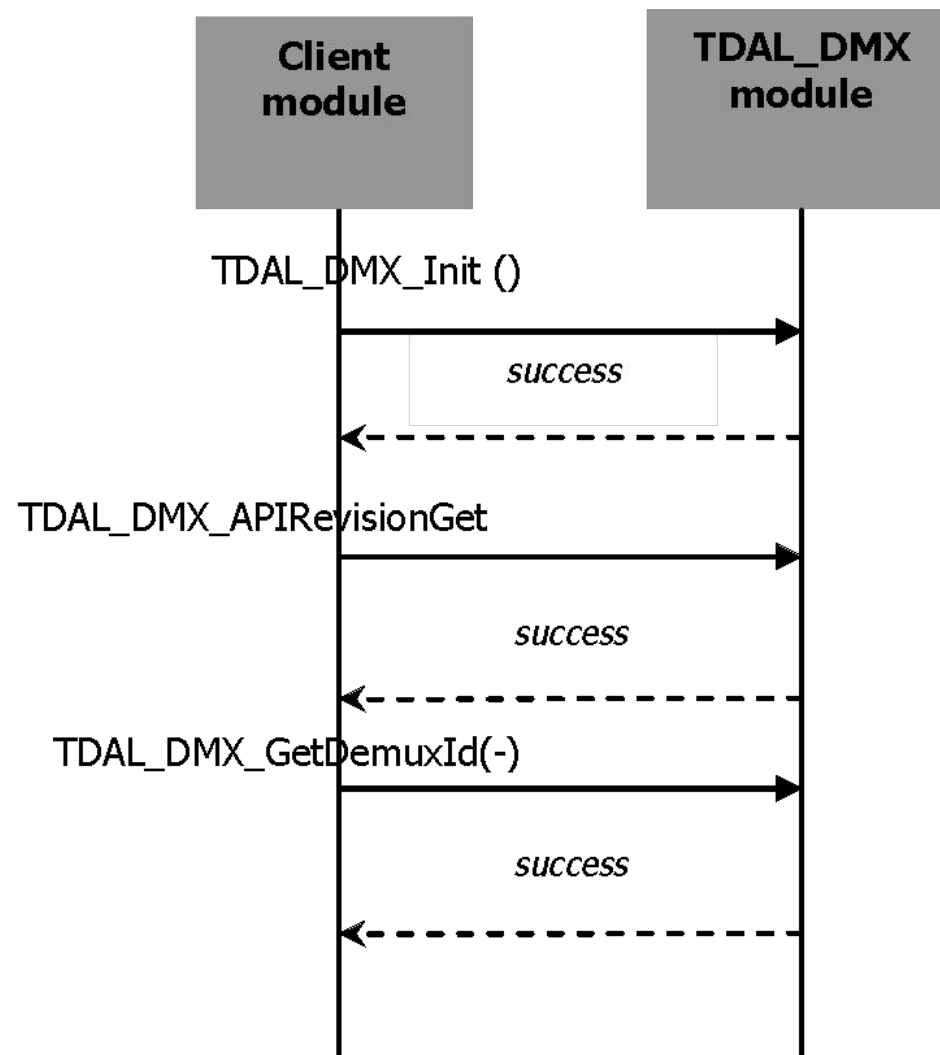 Client
module
TDAL_DMX
module
TDAL_DMX_Init ()
success
TDAL_DMX_APIRevisionGet
success
TDAL_DMX_GetDemuxId(-)
success